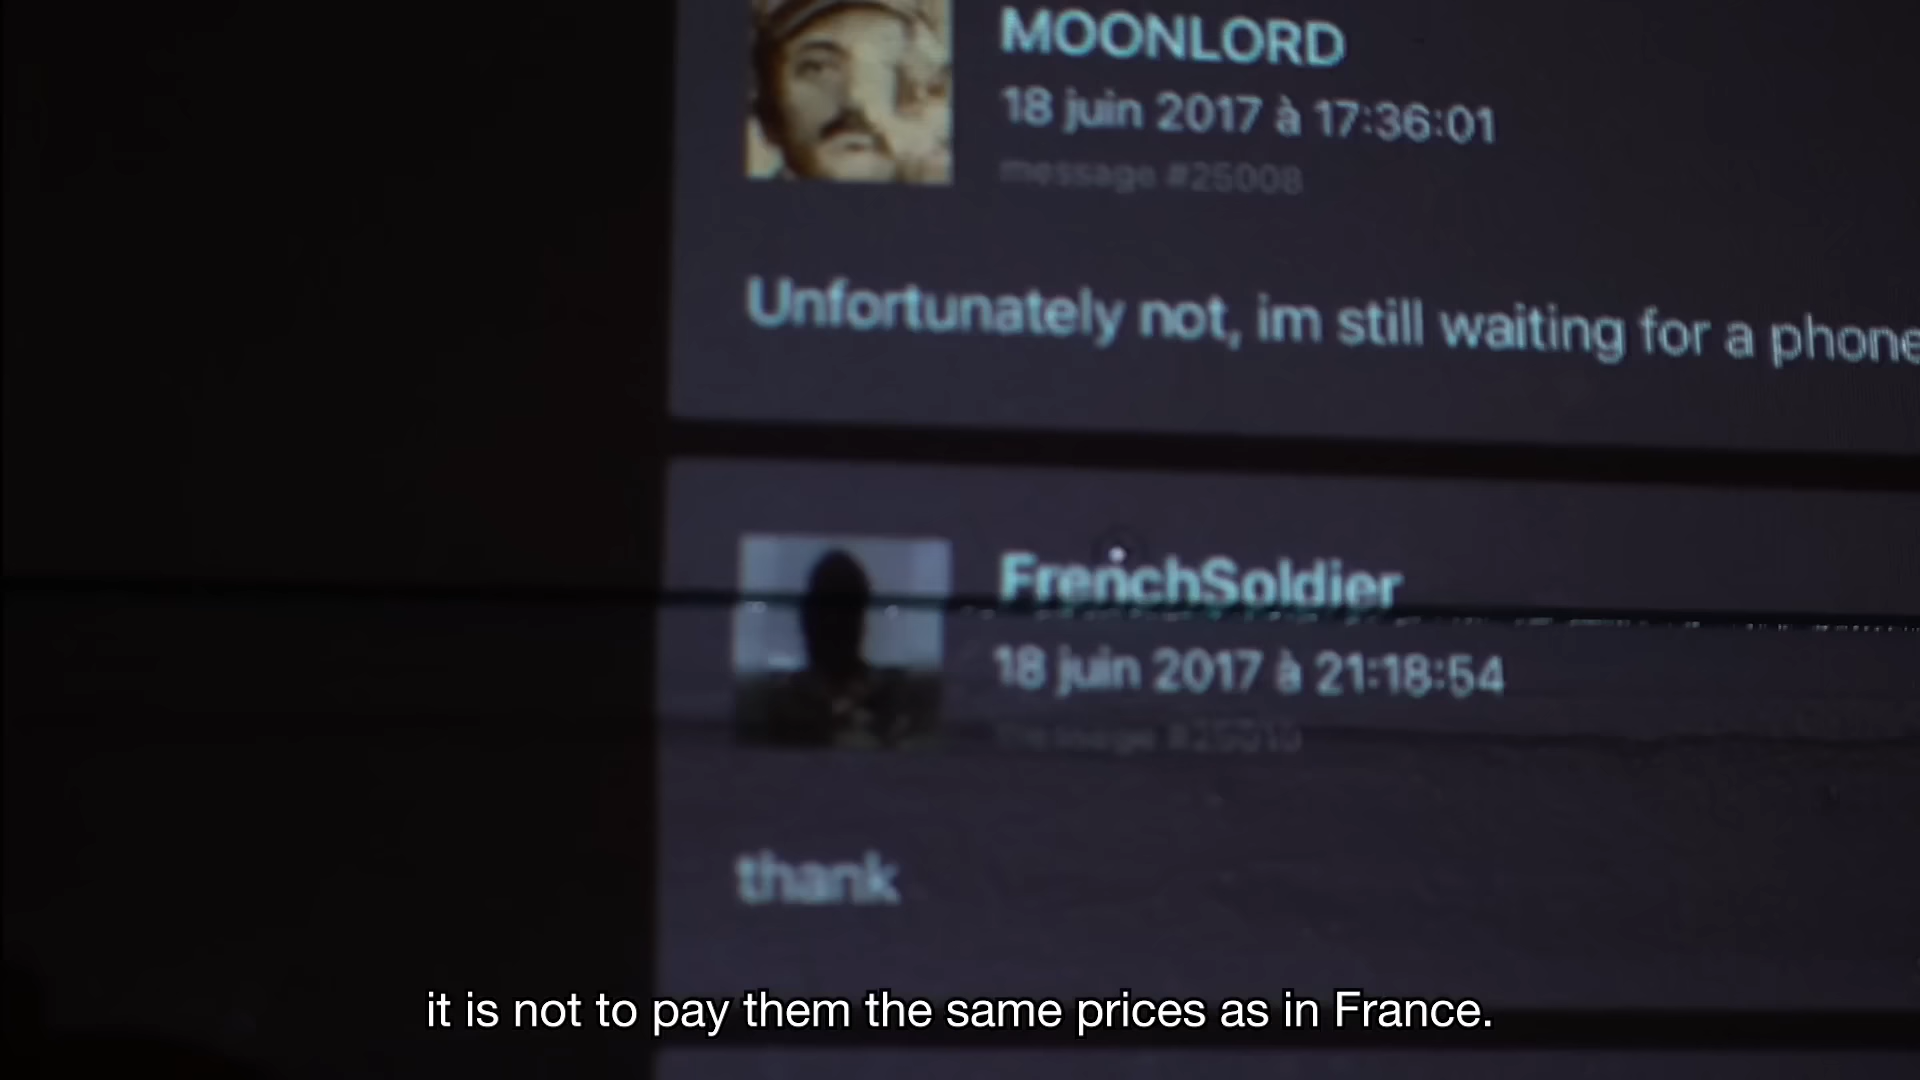 MOONLORD
18 juin 2017 à 17:36:01
message #25008
Unfortunately not, im still waiting for a phone
FrenchSoldier
18 juin 2017 à 21:18:54
message
thank
it is not to pay them the same prices as in France.